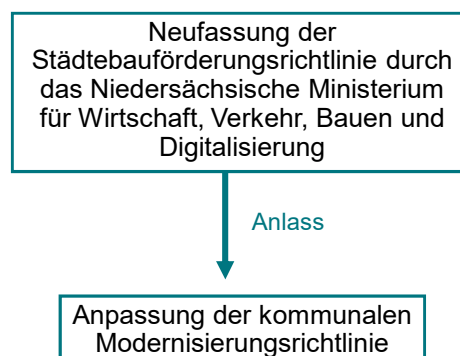 Neufassung der
Städtebauförderungsrichtlinie durch
das Niedersächsische Ministerium
für Wirtschaft, Verkehr, Bauen und
Digitalisierung
Anlass
Anpassung der kommunalen
Modernisierungsrichtlinie